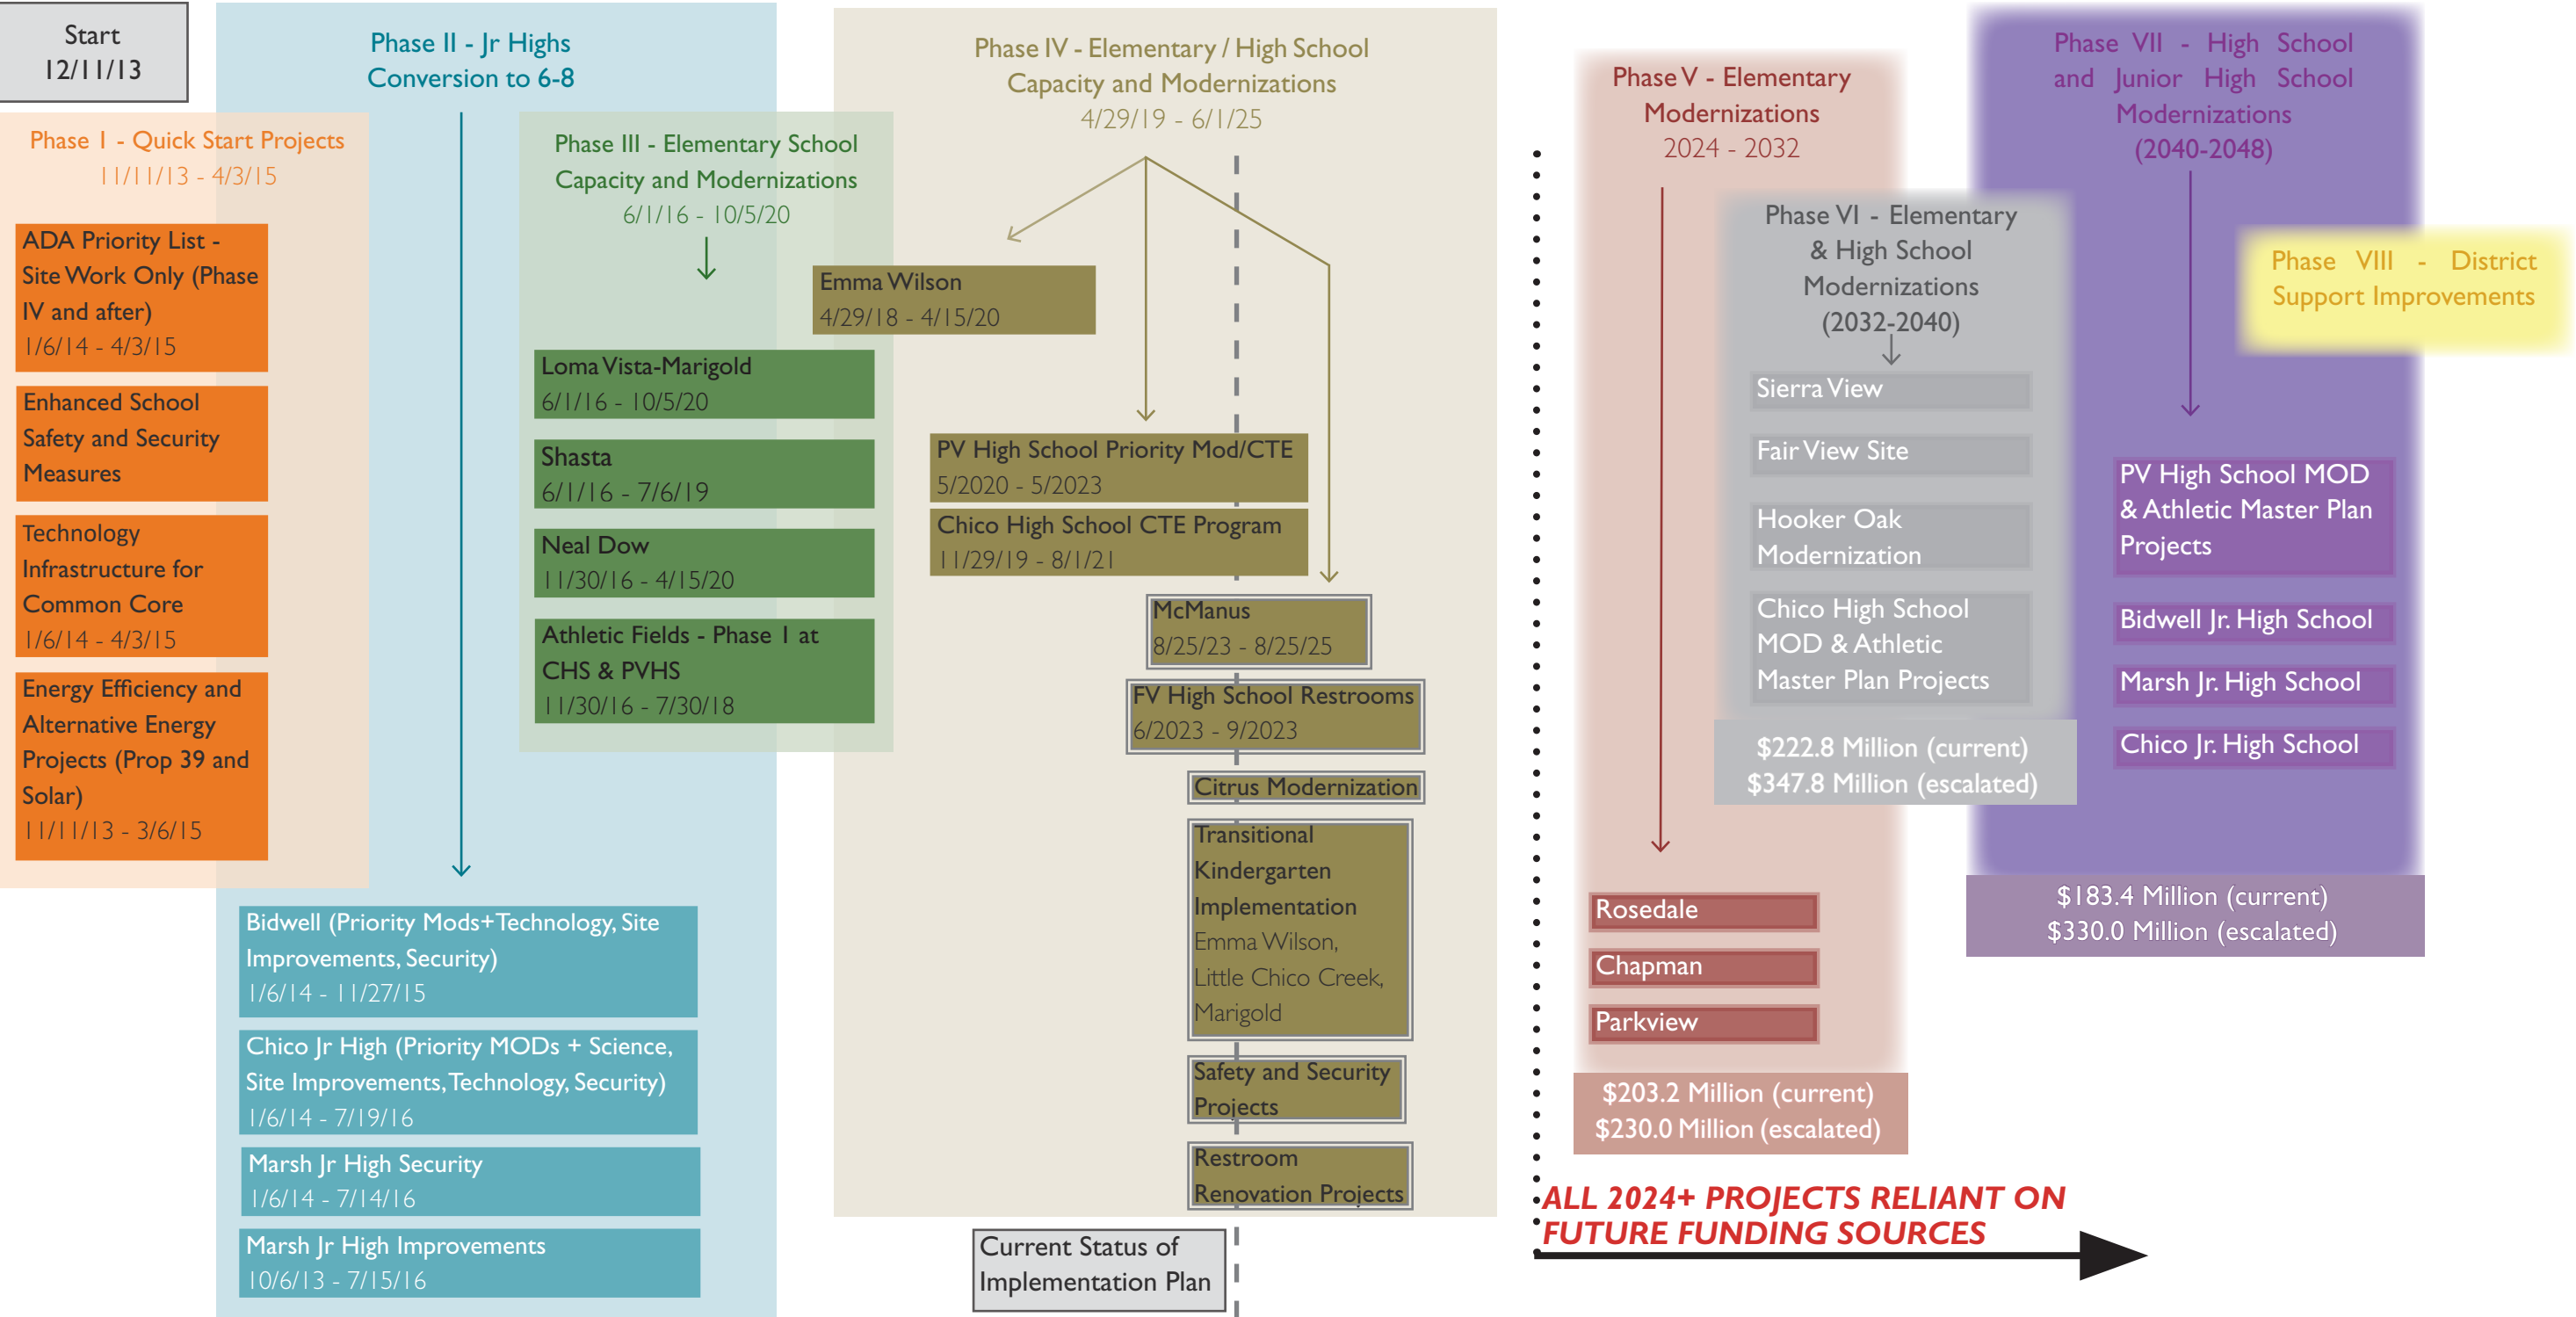 Start
12/11/13
Phase 1 - Quick Start Projects
11/11/13 - 4/3/15
ADA Priority List -
Site Work Only (Phase
IV and after)
1/6/14 - 4/3/15
Enhanced School
Safety and Security
Measures
Technology
Infrastructure for
Common Core
1/6/14 - 4/3/15
Energy Efficiency and
Alternative Energy
Projects (Prop 39 and
Solar)
11/11/13 - 3/6/15
Phase II - Jr Highs
Conversion to 6-8
Bidwell (Priority Mods+Technology, Site
Improvements, Security)
1/6/14 - 11/27/15
Chico Jr High (Priority MODs + Science,
Site Improvements, Technology, Security)
1/6/14 - 7/19/16
Marsh Jr High Security
1/6/14 - 7/14/16
Marsh Jr High Improvements
10/6/13 - 7/15/16
Phase III - Elementary School
Capacity and Modernizations
6/1/16 - 10/5/20
Loma Vista-Marigold
6/1/16 - 10/5/20
Shasta
6/1/16 - 7/6/19
Neal Dow
11/30/16 - 4/15/20
Athletic Fields - Phase 1 at
CHS & PVHS
11/30/16 - 7/30/18
Phase IV - Elementary / High School
Capacity and Modernizations
4/29/19 - 6/1/25
Emma Wilson
4/29/18 - 4/15/20
PV High School Priority Mod/CTE
5/2020 - 5/2023
Chico High School CTE Program
11/29/19 - 8/1/21
McManus
8/25/23 - 8/25/25
FV High School Restrooms
6/2023 - 9/2023
Citrus Modernization
Transitional
Kindergarten
Implementation
Emma Wilson,
Little Chico Creek,
Marigold
Safety and Security
Projects
Restroom
Renovation Projects
Current Status of
Implementation Plan
Phase V - Elementary
Modernizations
2024 - 2032
Rosedale
Chapman
Parkview
$203.2 Million (current)
$230.0 Million (escalated)
Phase VI - Elementary
& High School
Modernizations
(2032-2040)
Sierra View
Fair View Site
Hooker Oak
Modernization
Chico High School
MOD & Athletic
Master Plan Projects
$222.8 Million (current)
$347.8 Million (escalated)
Phase VII - High School
and Junior High School
Modernizations
(2040-2048)
PV High School MOD
& Athletic Master Plan
Projects
Bidwell Jr. High School
Marsh Jr. High School
Chico Jr. High School
$183.4 Million (current)
$330.0 Million (escalated)
Phase VIII - District
Support Improvements
ALL 2024+ PROJECTS RELIANT ON
FUTURE FUNDING SOURCES